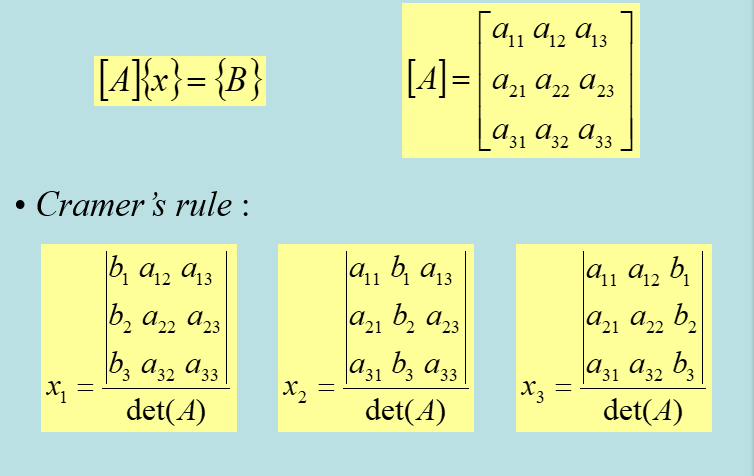 [A]{x}= {B}
[A]=
a₁₁ a₁₂ a₁₃
a₂₁ a₂₂ a₂₃
a₃₁ a₃₂ a₃₃
• Cramer’s rule :
x₁ =
b₁ a₁₂ a₁₃
b₂ a₂₂ a₂₃
b₃ a₃₂ a₃₃
det(A)
x₂ =
a₁₁ b₁ a₁₃
a₂₁ b₂ a₂₃
a₃₁ b₃ a₃₃
det(A)
x₃ =
a₁₁ a₁₂ b₁
a₂₁ a₂₂ b₂
a₃₁ a₃₂ b₃
det(A)